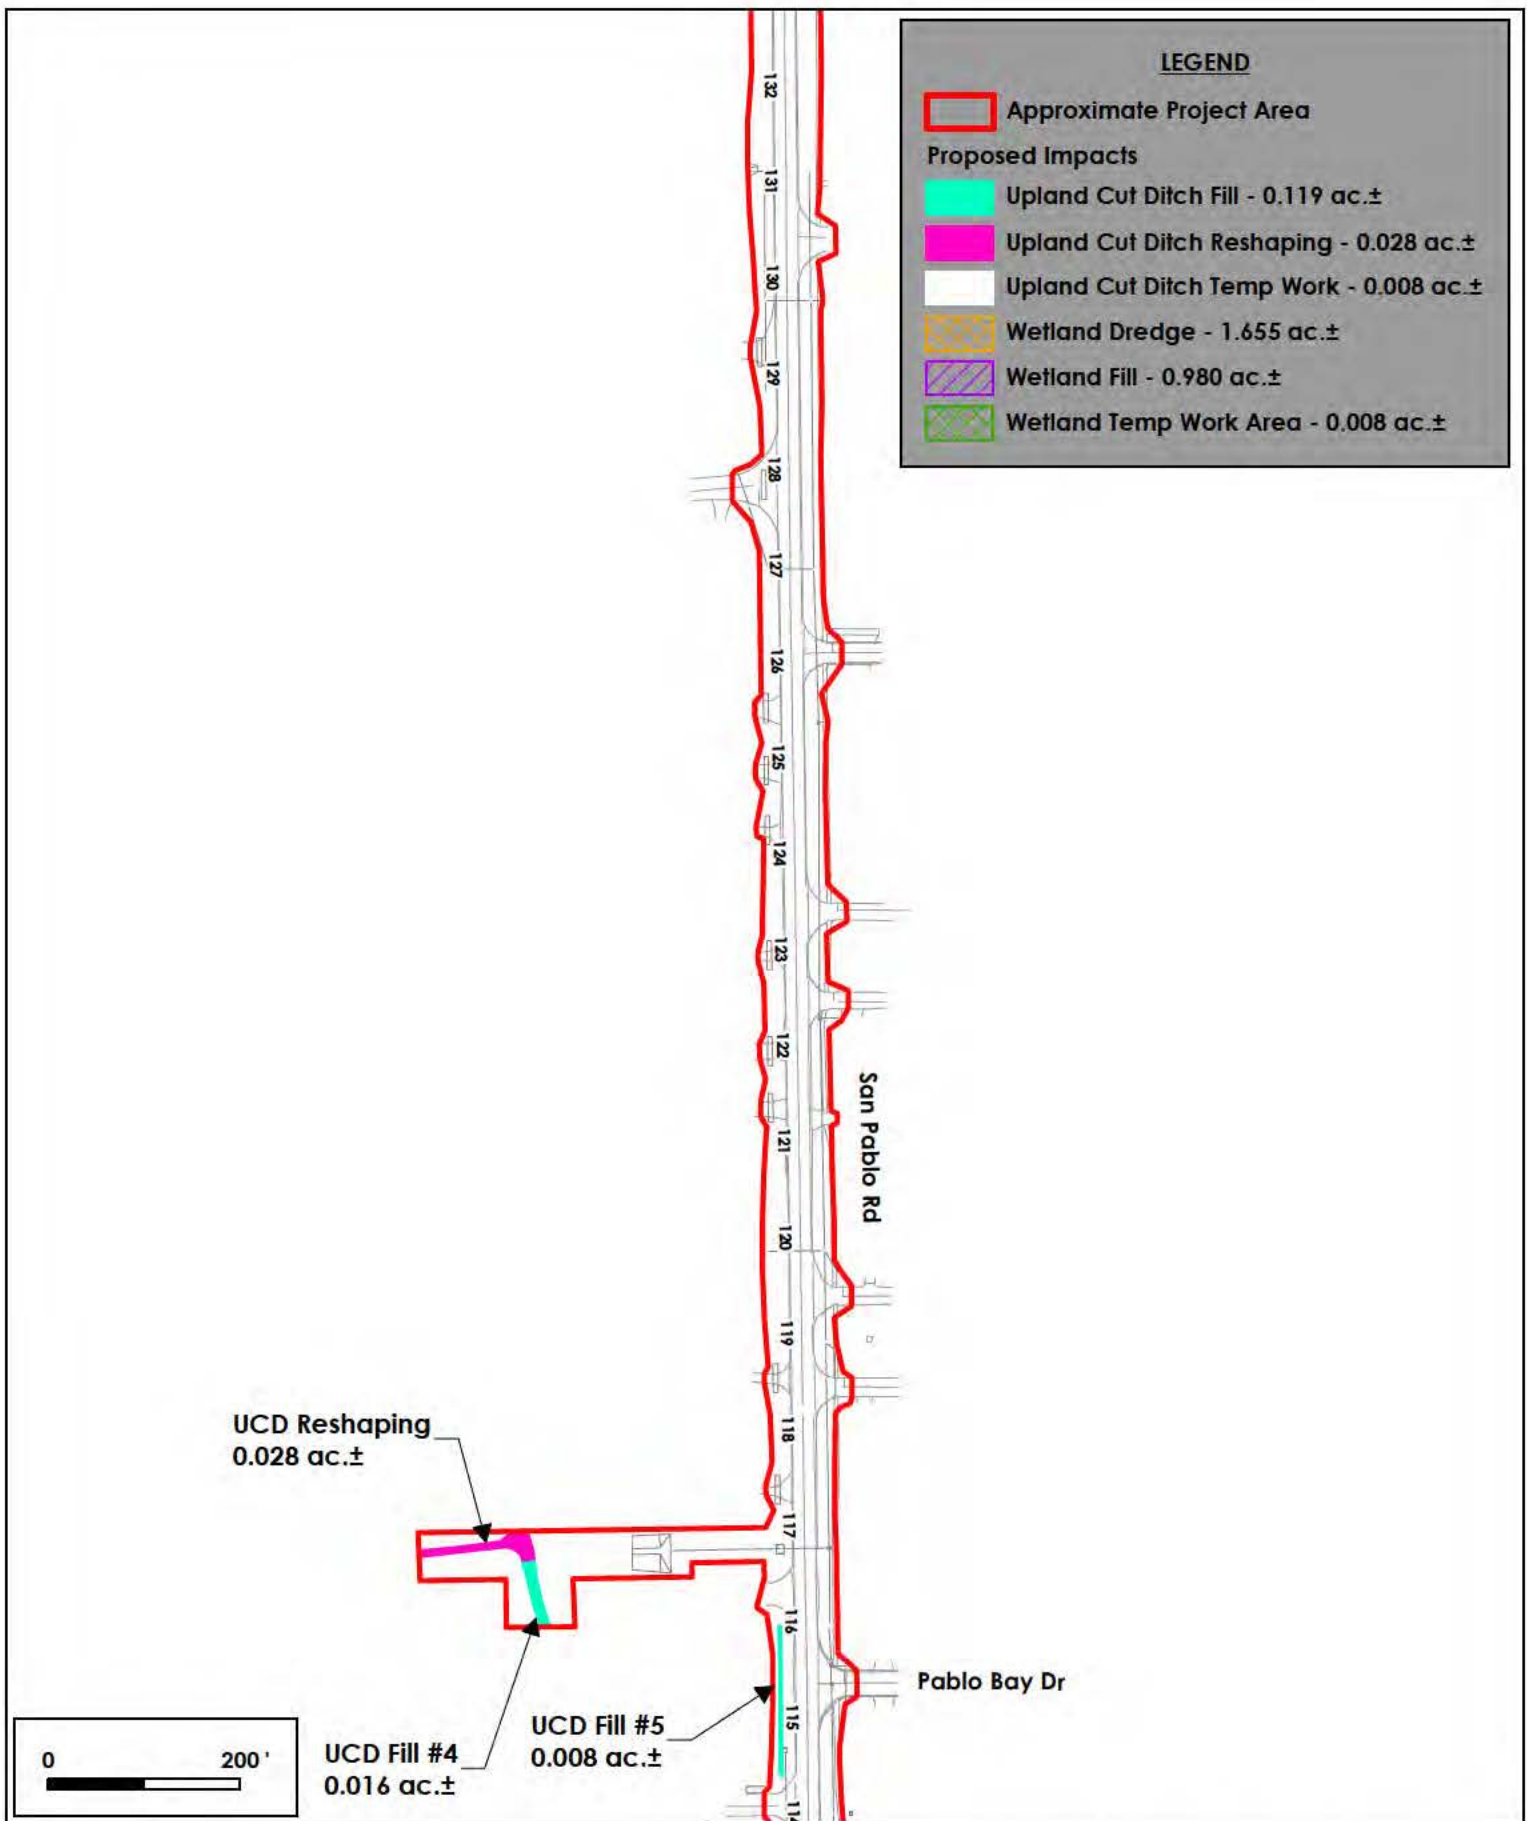 LEGEND
Approximate Project Area
Proposed Impacts
Upland Cut Ditch Fill - 0.119 ac.±
Upland Cut Ditch Reshaping - 0.028 ac.±
Upland Cut Ditch Temp Work - 0.008 ac.±
Wetland Dredge - 1.655 ac.±
Wetland Fill - 0.980 ac.±
Wetland Temp Work Area - 0.008 ac.±
132
131
130
129
128
127
126
125
124
123
122
121
San Pablo Rd
120
119
118
UCD Reshaping
0.028 ac.±
117
116
Pablo Bay Dr
115
UCD Fill #5
0.008 ac.±
UCD Fill #4
0.016 ac.±
0 200 '
114